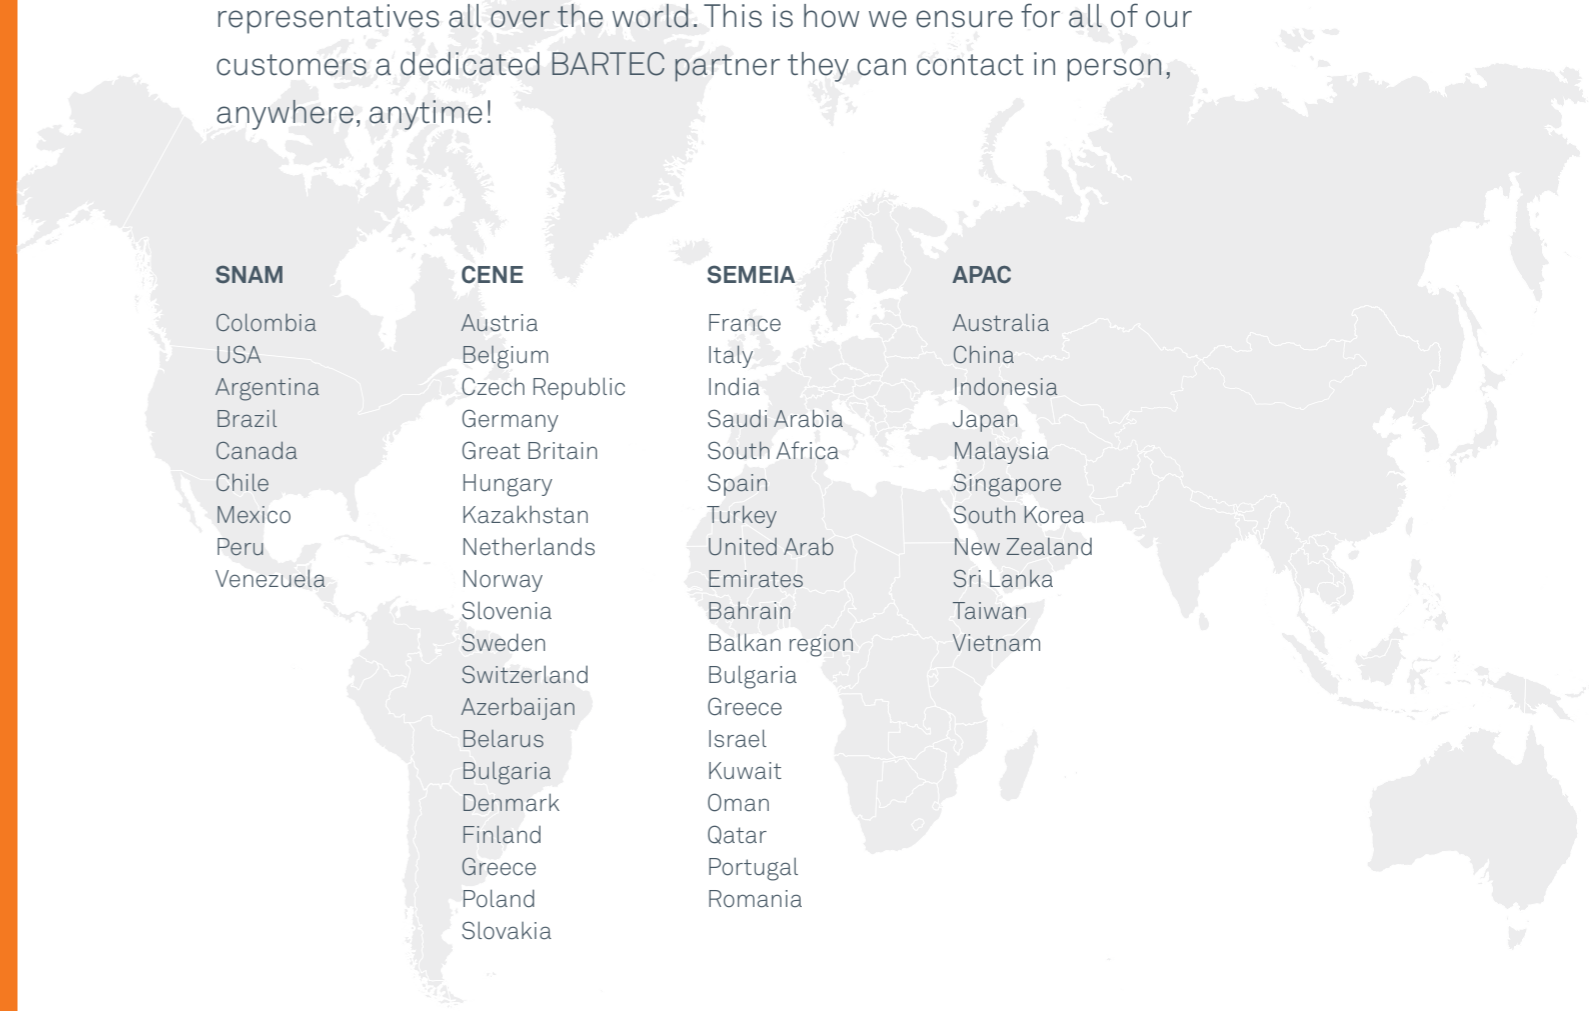 representatives all over the world. This is how we ensure for all of our
customers a dedicated BARTEC partner they can contact in person,
anywhere, anytime!
SNAM
Colombia
USA
Argentina
Brazil
Canada
Chile
Mexico
Peru
Venezuela
CENE
Austria
Belgium
Czech Republic
Germany
Great Britain
Hungary
Kazakhstan
Netherlands
Norway
Slovenia
Sweden
Switzerland
Azerbaijan
Belarus
Bulgaria
Denmark
Finland
Greece
Poland
Slovakia
SEMEIA
France
Italy
India
Saudi Arabia
South Africa
Spain
Turkey
United Arab
Emirates
Bahrain
Balkan region
Bulgaria
Greece
Israel
Kuwait
Oman
Qatar
Portugal
Romania
APAC
Australia
China
Indonesia
Japan
Malaysia
Singapore
South Korea
New Zealand
Sri Lanka
Taiwan
Vietnam